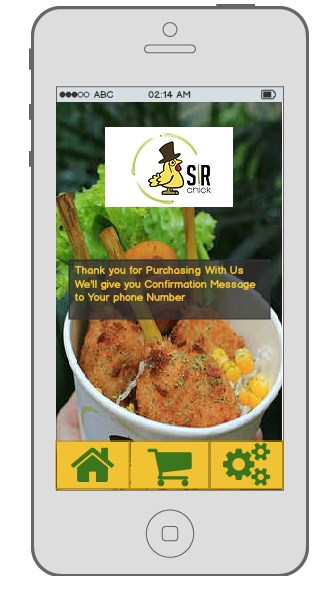 ABC
02:14 AM
SIR
chick
Thank you for Purchasing With Us
We'll give you Confirmation Message
to Your phone Number